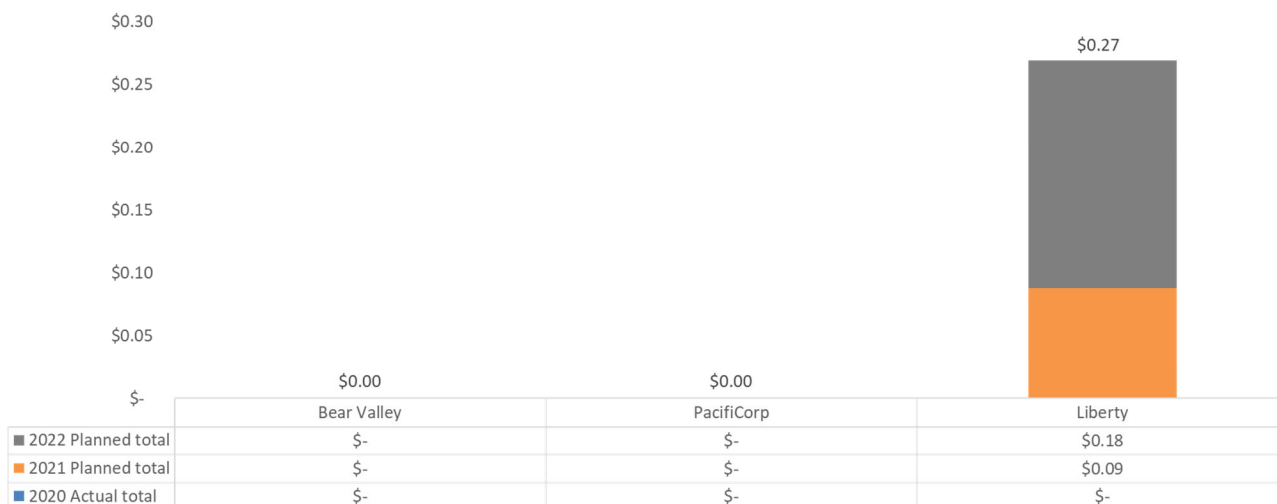 $0.30
$0.27
$0.25
$0.20
$0.15
$0.10
$0.05
$0.00 $0.00
$-
Bear Valley PacifiCorp Liberty
2022 Planned total $- $- $0.18
2021 Planned total $- $- $0.09
2020 Actual total $- $- $-